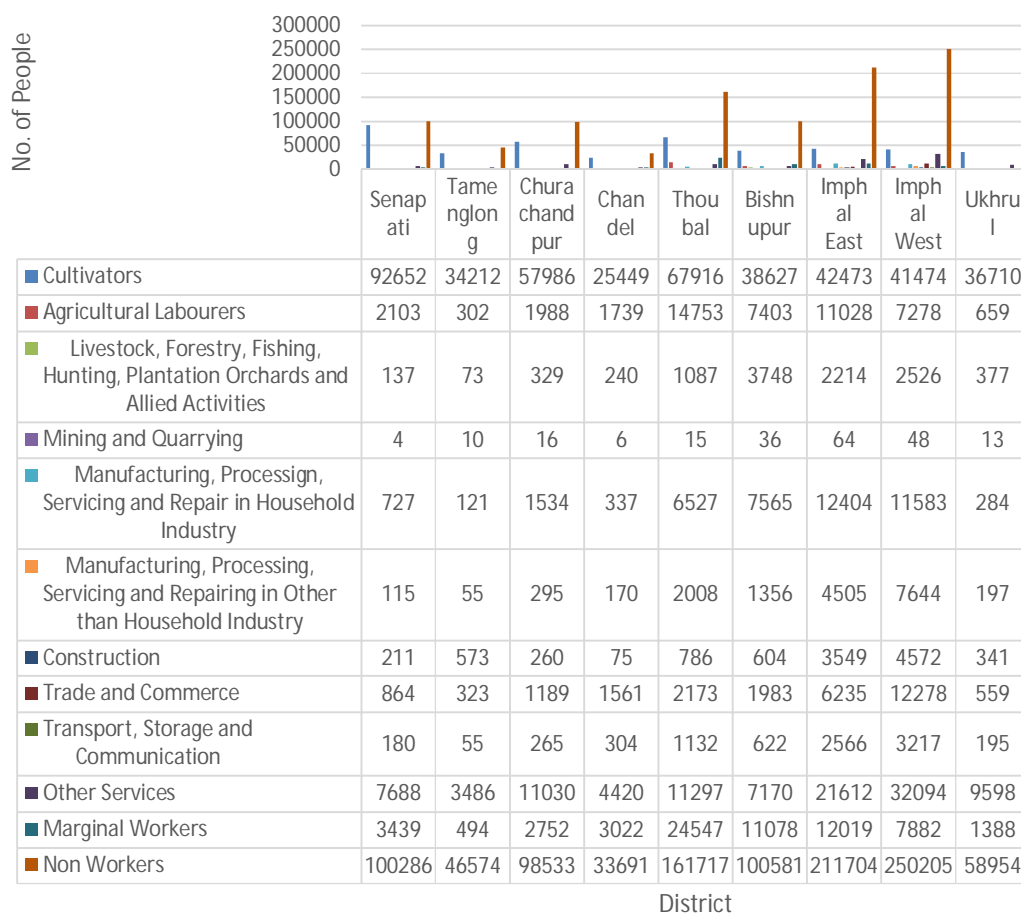 No. of People
300000
250000
200000
150000
100000
50000
0
Senap
ati
Tame
nglon
g
Chura
chand
pur
Chan
del
Thou
bal
Bishn
upur
Imph
al
East
Imph
al
West
Ukhru
l
Cultivators 92652 34212 57986 25449 67916 38627 42473 41474 36710
Agricultural Labourers 2103 302 1988 1739 14753 7403 11028 7278 659
Livestock, Forestry, Fishing,
Hunting, Plantation Orchards and
Allied Activities
137 73 329 240 1087 3748 2214 2526 377
Mining and Quarrying 4 10 16 6 15 36 64 48 13
Manufacturing, Processign,
Servicing and Repair in Household
Industry
727 121 1534 337 6527 7565 12404 11583 284
Manufacturing, Processing,
Servicing and Repairing in Other
than Household Industry
115 55 295 170 2008 1356 4505 7644 197
Construction 211 573 260 75 786 604 3549 4572 341
Trade and Commerce 864 323 1189 1561 2173 1983 6235 12278 559
Transport, Storage and
Communication
180 55 265 304 1132 622 2566 3217 195
Other Services 7688 3486 11030 4420 11297 7170 21612 32094 9598
Marginal Workers 3439 494 2752 3022 24547 11078 12019 7882 1388
Non Workers 100286 46574 98533 33691 161717 100581 211704 250205 58954
District